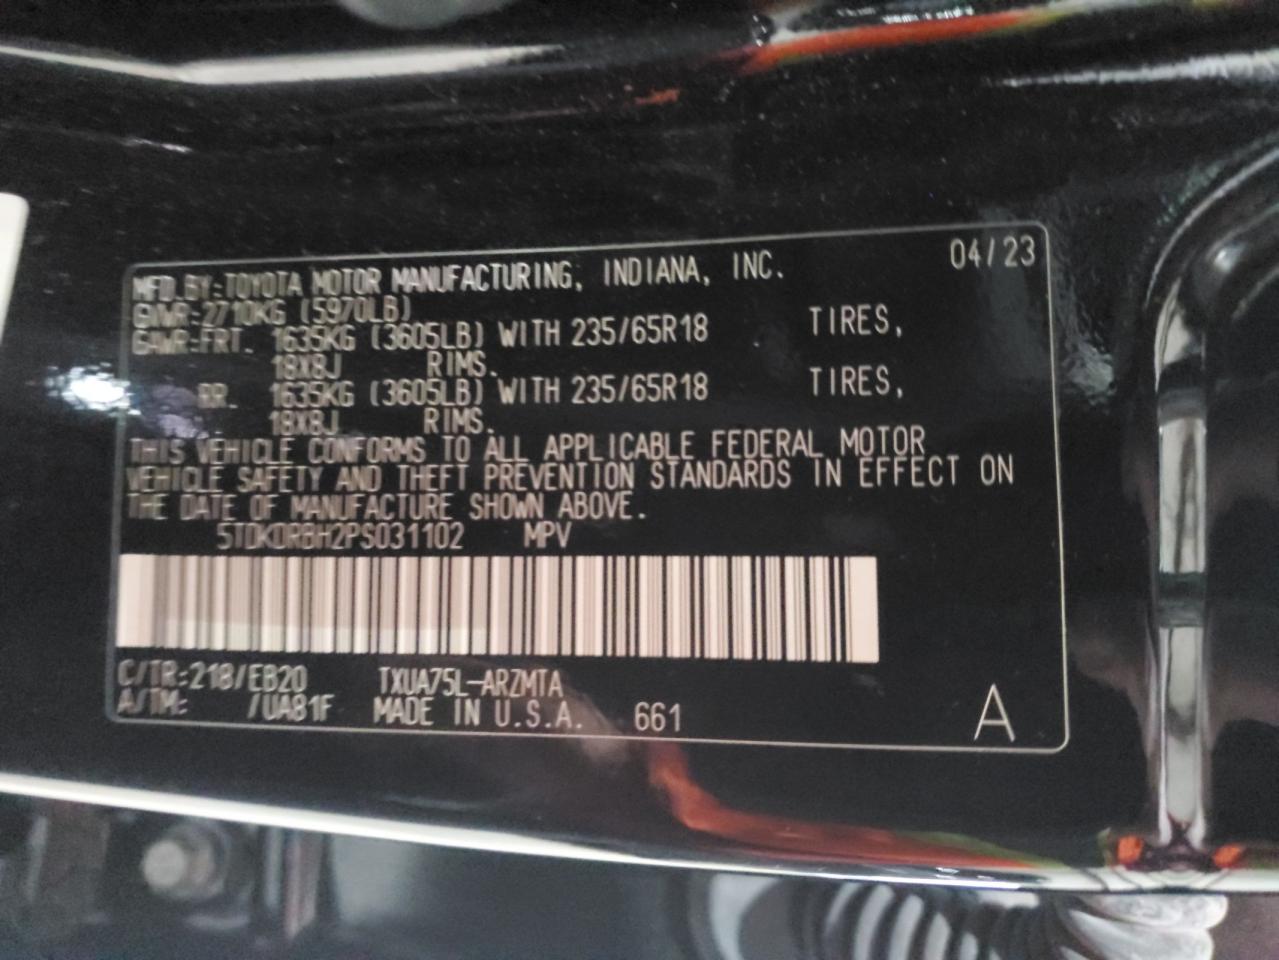 04/23
MFD.BY:TOYOTA MOTOR MANUFACTURING, INDIANA, INC.
GVWR:2710KG (5970LB)
GAWR:FRT. 1635KG (3605LB) WITH 235/65R18 TIRES,
18X8J RIMS.
RR. 1635KG (3605LB) WITH 235/65R18 TIRES,
18X8J RIMS.
THIS VEHICLE CONFORMS TO ALL APPLICABLE FEDERAL MOTOR
VEHICLE SAFETY AND THEFT PREVENTION STANDARDS IN EFFECT ON
THE DATE OF MANUFACTURE SHOWN ABOVE.
5TDKDRBH2PS031102 MPV
C/TR:218/EB20 TXUA75L-ARZMTA
A/TM: /UA81F MADE IN U.S.A. 661
A